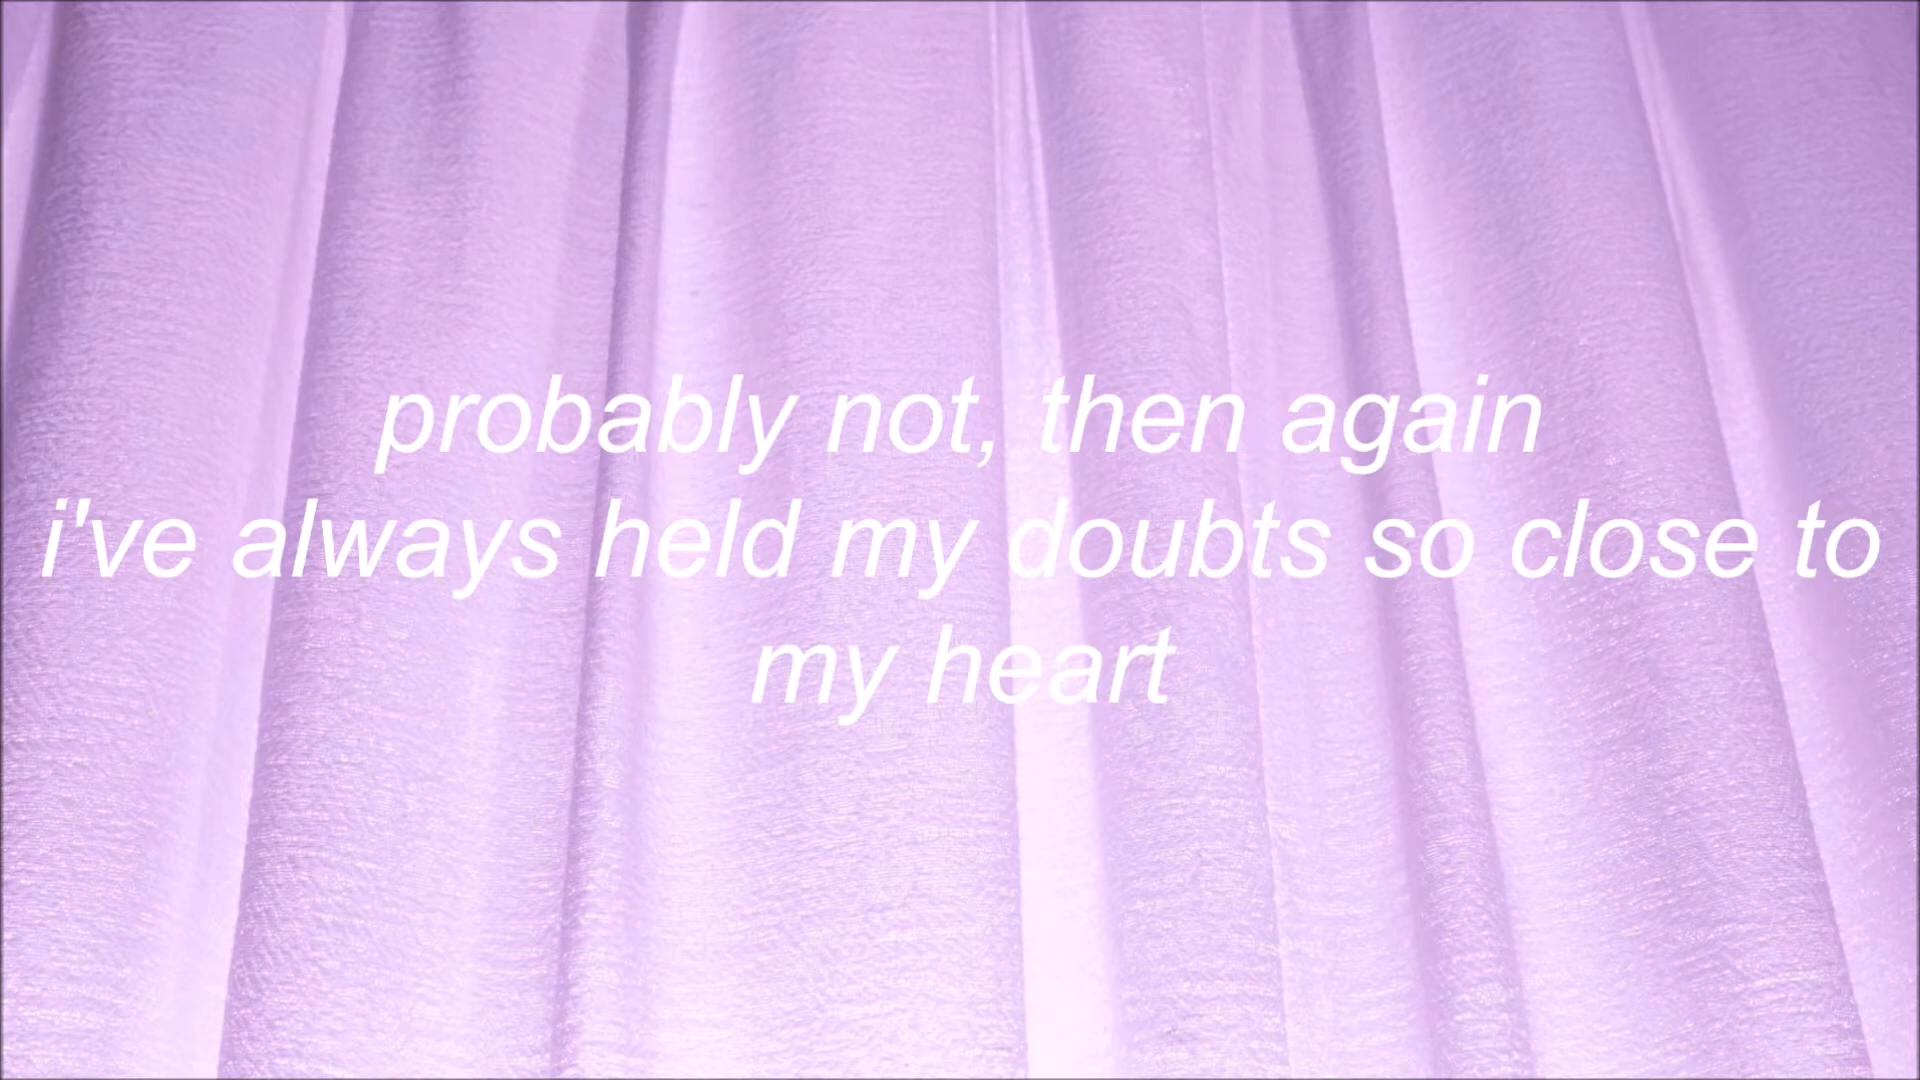 probably not, then again
i've always held my doubts so close to
my heart